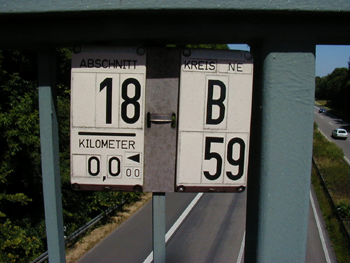 ABSCHNITT
18
KILOMETER
0,0 ◄ 00
KREIS NE
B
59